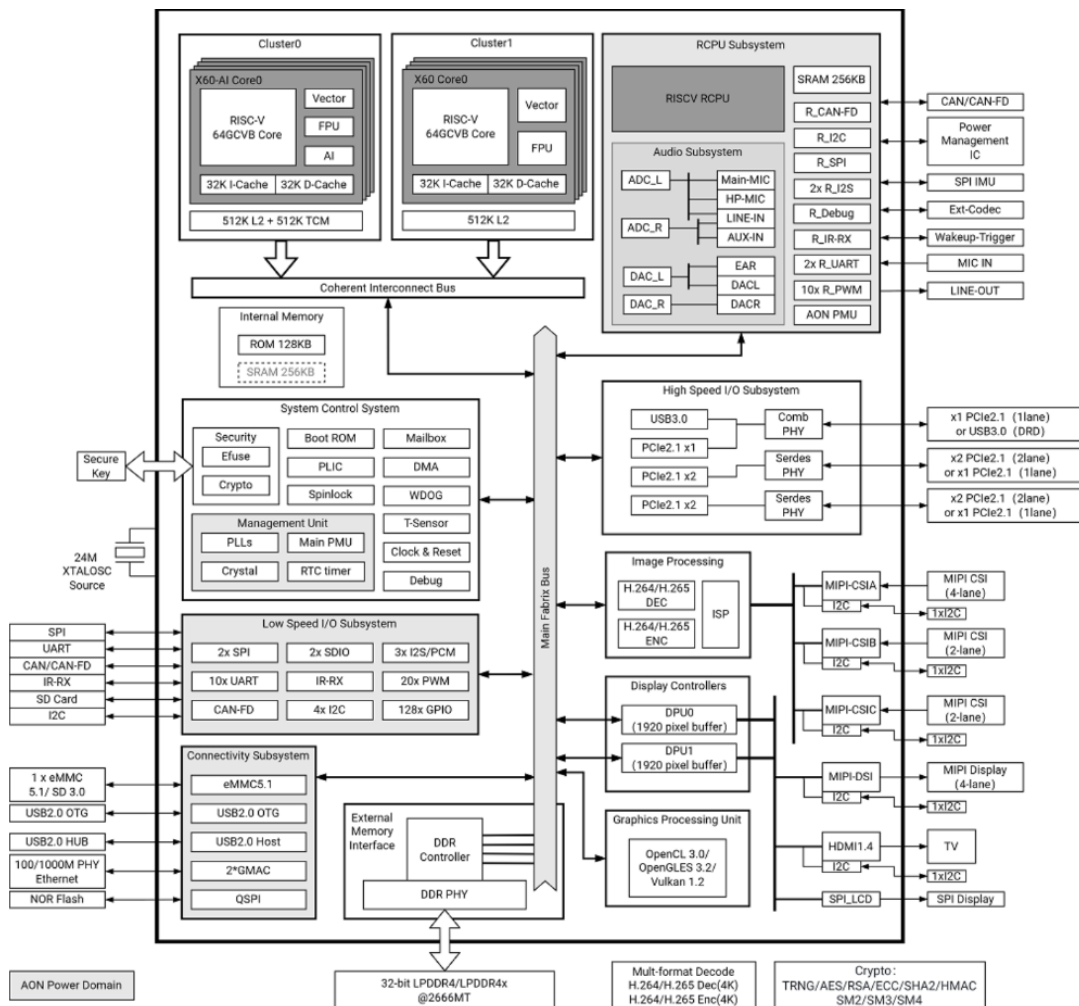 Cluster0
X60-AI Core0
RISC-V
64GCVB Core
Vector
FPU
AI
32K I-Cache
32K D-Cache
512K L2 + 512K TCM
Cluster1
X60 Core0
RISC-V
64GCVB Core
Vector
FPU
32K I-Cache
32K D-Cache
512K L2
Coherent Interconnect Bus
RCPU Subsystem
RISCV RCPU
SRAM 256KB
R_CAN-FD
R_I2C
R_SPI
2x R_I2S
R_Debug
R_IR-RX
2x R_UART
10x R_PWM
AON PMU
Audio Subsystem
ADC_L
ADC_R
DAC_L
DAC_R
Main-MIC
HP-MIC
LINE-IN
AUX-IN
EAR
DACL
DACR
CAN/CAN-FD
Power
Management
IC
SPI IMU
Ext-Codec
Wakeup-Trigger
MIC IN
LINE-OUT
Internal Memory
ROM 128KB
SRAM 256KB
Main Fabrix Bus
System Control System
Security
Efuse
Crypto
Boot ROM
PLIC
Spinlock
Mailbox
DMA
WDOG
T-Sensor
Clock & Reset
Debug
Management Unit
PLLs
Main PMU
Crystal
RTC timer
Secure
Key
24M
XTALOSC
Source
High Speed I/O Subsystem
USB3.0
PCIe2.1 x1
PCIe2.1 x2
PCIe2.1 x2
Comb
PHY
Serdes
PHY
Serdes
PHY
x1 PCIe2.1 (1lane)
or USB3.0 (DRD)
x2 PCIe2.1 (2lane)
or x1 PCIe2.1 (1lane)
x2 PCIe2.1 (2lane)
or x1 PCIe2.1 (1lane)
Image Processing
H.264/H.265
DEC
H.264/H.265
ENC
ISP
MIPI-CSIA
I2C
MIPI CSI
(4-lane)
1xI2C
MIPI-CSIB
I2C
MIPI CSI
(2-lane)
1xI2C
MIPI-CSIC
I2C
MIPI CSI
(2-lane)
1xI2C
Low Speed I/O Subsystem
2x SPI
2x SDIO
3x I2S/PCM
10x UART
IR-RX
20x PWM
CAN-FD
4x I2C
128x GPIO
SPI
UART
CAN/CAN-FD
IR-RX
SD Card
I2C
Display Controllers
DPU0
(1920 pixel buffer)
DPU1
(1920 pixel buffer)
MIPI-DSI
I2C
MIPI Display
(4-lane)
1xI2C
HDMI1.4
I2C
TV
1xI2C
SPI_LCD
SPI Display
Connectivity Subsystem
eMMC5.1
USB2.0 OTG
USB2.0 Host
2*GMAC
QSPI
1 x eMMC
5.1/ SD 3.0
USB2.0 OTG
USB2.0 HUB
100/1000M PHY
Ethernet
NOR Flash
External
Memory
Interface
DDR
Controller
DDR PHY
Graphics Processing Unit
OpenCL 3.0/
OpenGLES 3.2/
Vulkan 1.2
AON Power Domain
32-bit LPDDR4/LPDDR4x
@2666MT
Mult-format Decode
H.264/H.265 Dec(4K)
H.264/H.265 Enc(4K)
Crypto:
TRNG/AES/RSA/ECC/SHA2/HMAC
SM2/SM3/SM4